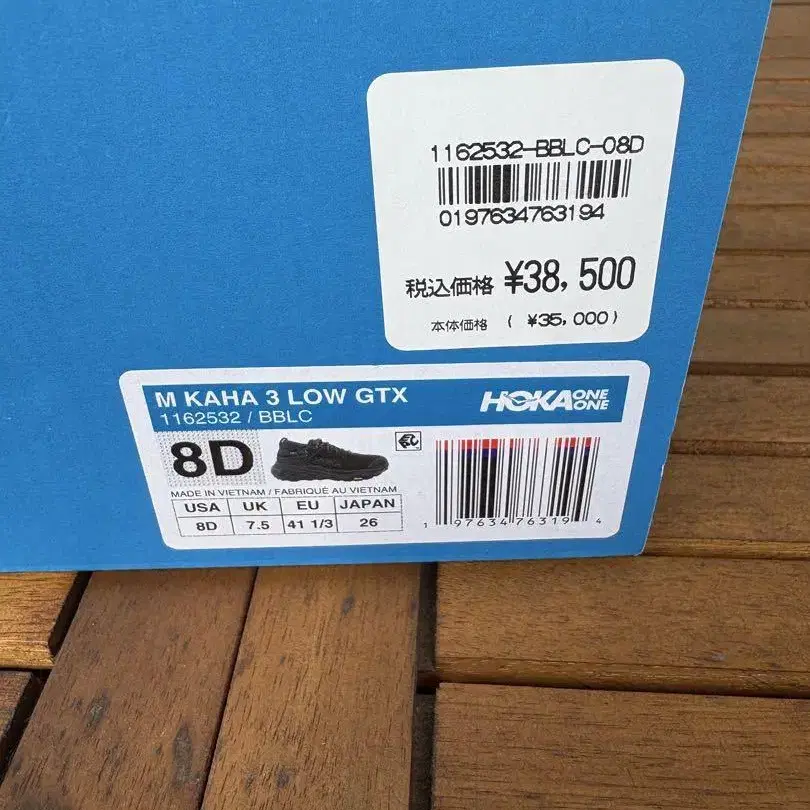 1162532-BBLC-08D
0197634763194
税込価格 ¥38,500
本体価格 ( ¥35,000)
M KAHA 3 LOW GTX
1162532 / BBLC
HOKA ONE ONE
8D
MADE IN VIETNAM / FABRIQUÉ AU VIETNAM
USA UK EU JAPAN
8D 7.5 41 1/3 26
1 97634 76319 4